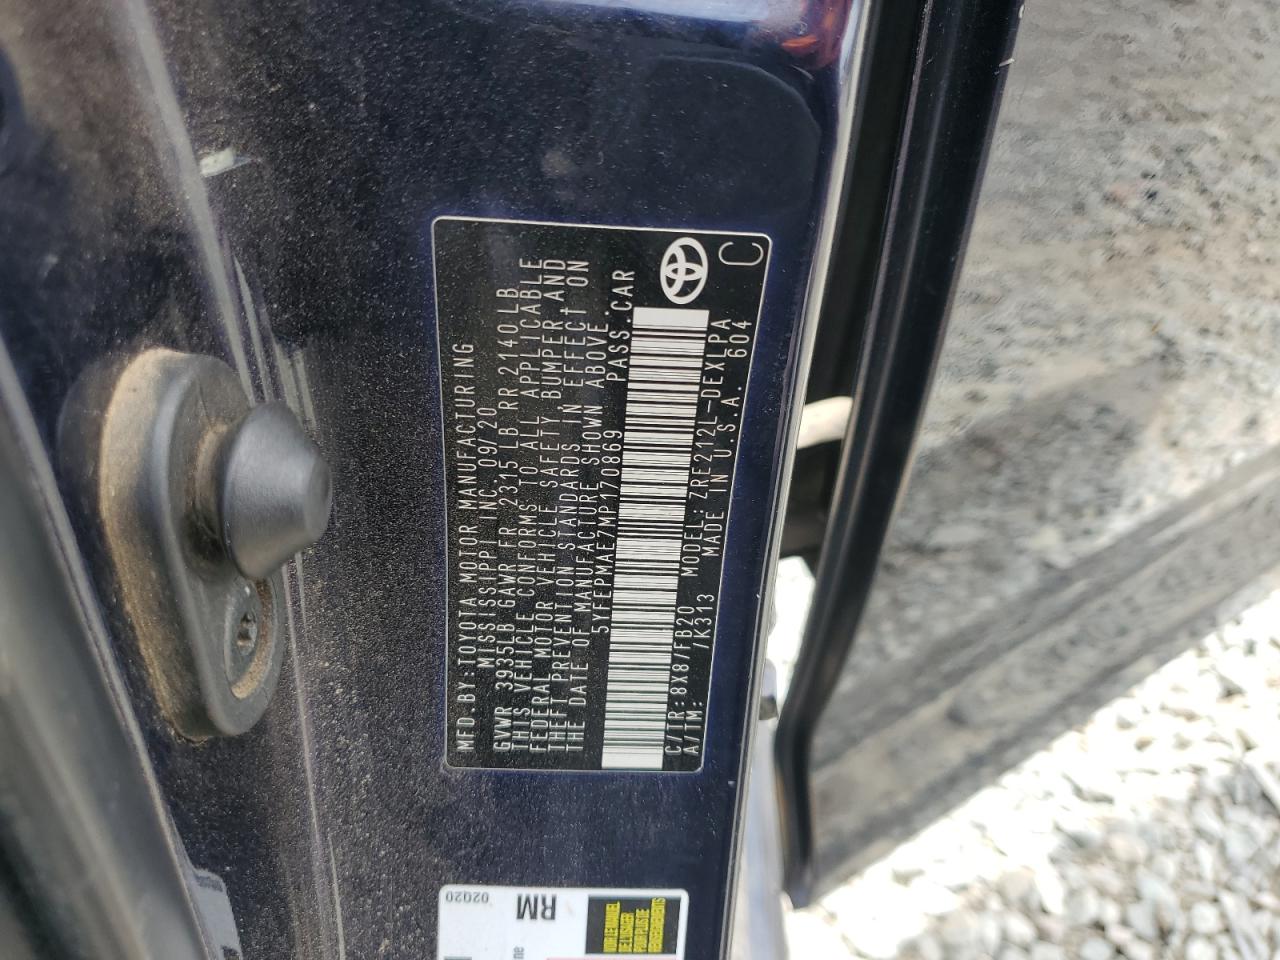 MFD.BY:TOYOTA MOTOR MANUFACTURING
MISSISSIPPI INC. 09/20
GVWR 3935LB GAWR FR 2315 LB RR 2140LB
THIS VEHICLE CONFORMS TO ALL APPLICABLE
FEDERAL MOTOR VEHICLE SAFETY, BUMPER, AND
THEFT PREVENTION STANDARDS IN EFFECT ON
THE DATE OF MANUFACTURE SHOWN ABOVE.
5YFEPMAE7MP170869 PASS.CAR
C/TR:8X8/FB20 MODEL:ZRE212L-DEXLPA
A/TM: /K313 MADE IN U.S.A. 604
C
02Q20
RM